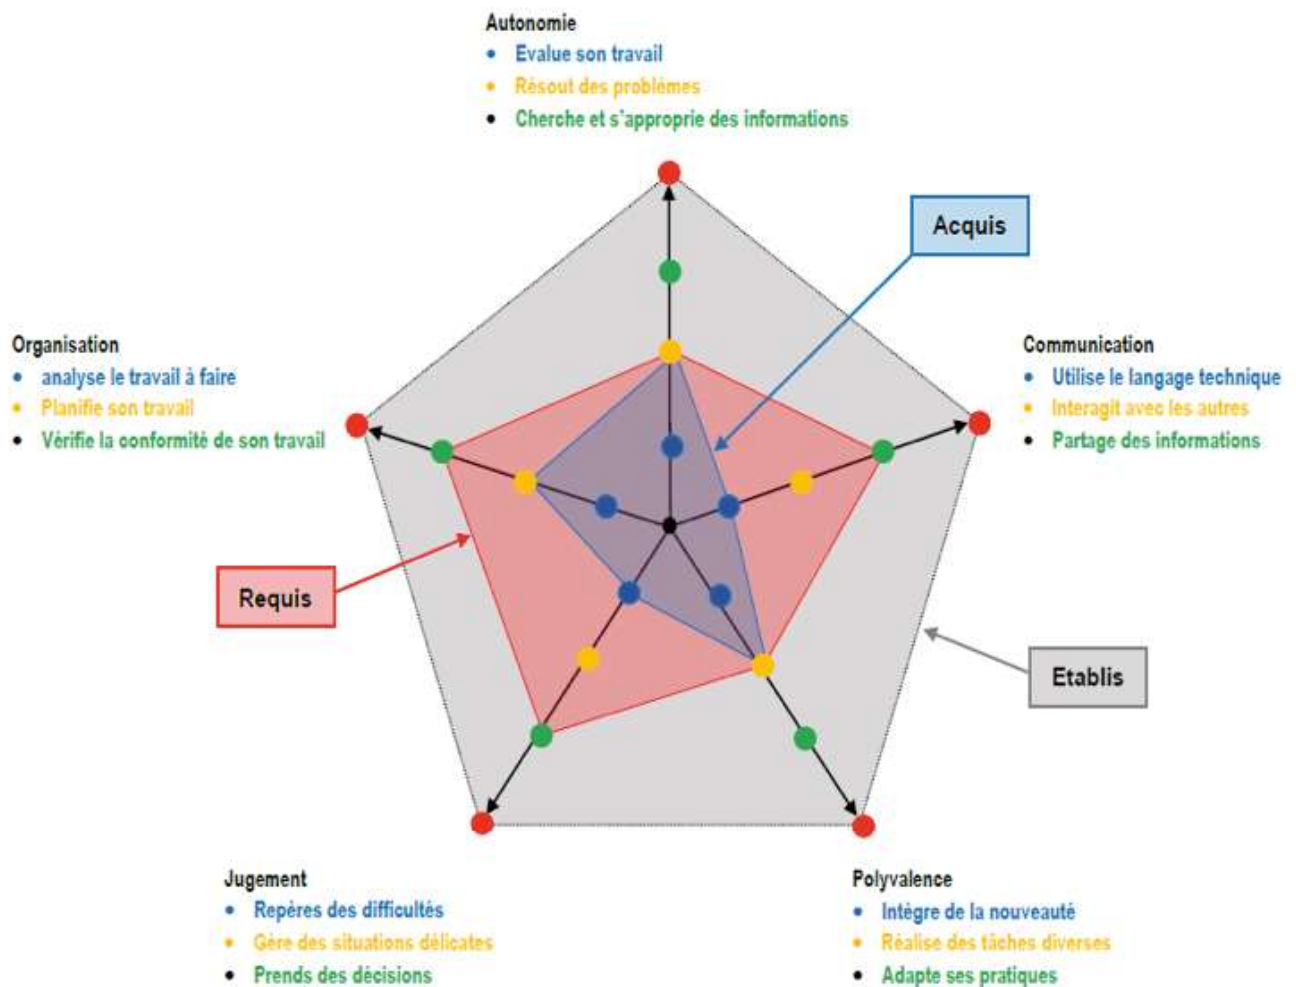 Autonomie
• Evalue son travail
• Résout des problèmes
• Cherche et s'approprie des informations
Acquis
Organisation
• analyse le travail à faire
• Planifie son travail
• Vérifie la conformité de son travail
Communication
• Utilise le langage technique
• Interagit avec les autres
• Partage des informations
Requis
Etablis
Jugement
• Repères des difficultés
• Gère des situations délicates
• Prends des décisions
Polyvalence
• Intègre de la nouveauté
• Réalise des tâches diverses
• Adapte ses pratiques